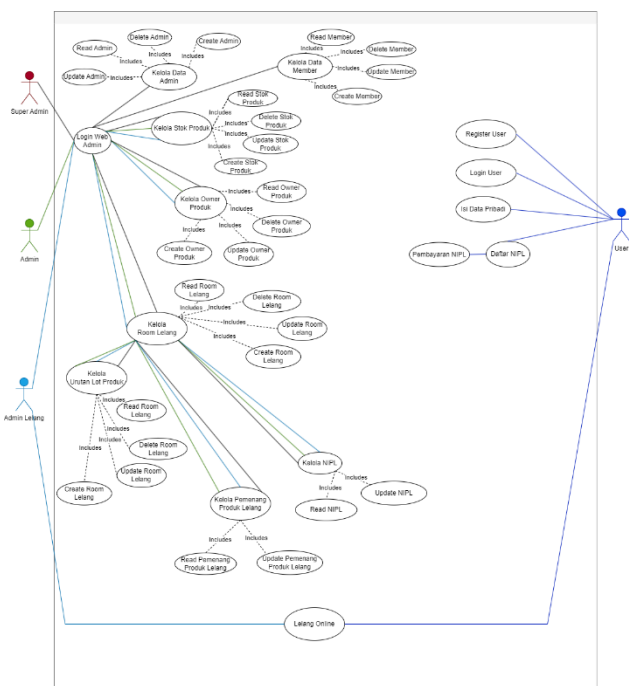 Read Admin
Delete Admin
Create Admin
Includes
Includes
Includes
Update Admin
Includes
Kelola Data
Admin
Read Member
Includes
Delete Member
Includes
Kelola Data
Member
Includes
Update Member
Includes
Create Member
Super Admin
Login Web
Admin
Kelola Stok Produk
Includes
Read Stok
Produk
Includes
Delete Stok
Produk
Includes
Update Stok
Produk
Includes
Create Stok
Produk
Kelola Owner
Produk
Includes
Read Owner
Produk
Includes
Delete Owner
Produk
Includes
Create Owner
Produk
Includes
Update Owner
Produk
Register User
Login User
Isi Data Pribadi
Pembayaran NIPL
Daftar NIPL
User
Admin
Read Room
Lelang
Delete Room
Lelang
Includes
Includes
Kelola
Room Lelang
Includes
Update Room
Lelang
Includes
Create Room
Lelang
Admin Lelang
Kelola
Urutan Lot Produk
Includes
Read Room
Lelang
Includes
Delete Room
Lelang
Includes
Update Room
Lelang
Includes
Create Room
Lelang
Kalola NIPL
Includes
Includes
Read NIPL
Update NIPL
Kelola Pemenang
Produk Lelang
Includes
Includes
Read Pemenang
Produk Lelang
Update Pemenang
Produk Lelang
Lelang Online